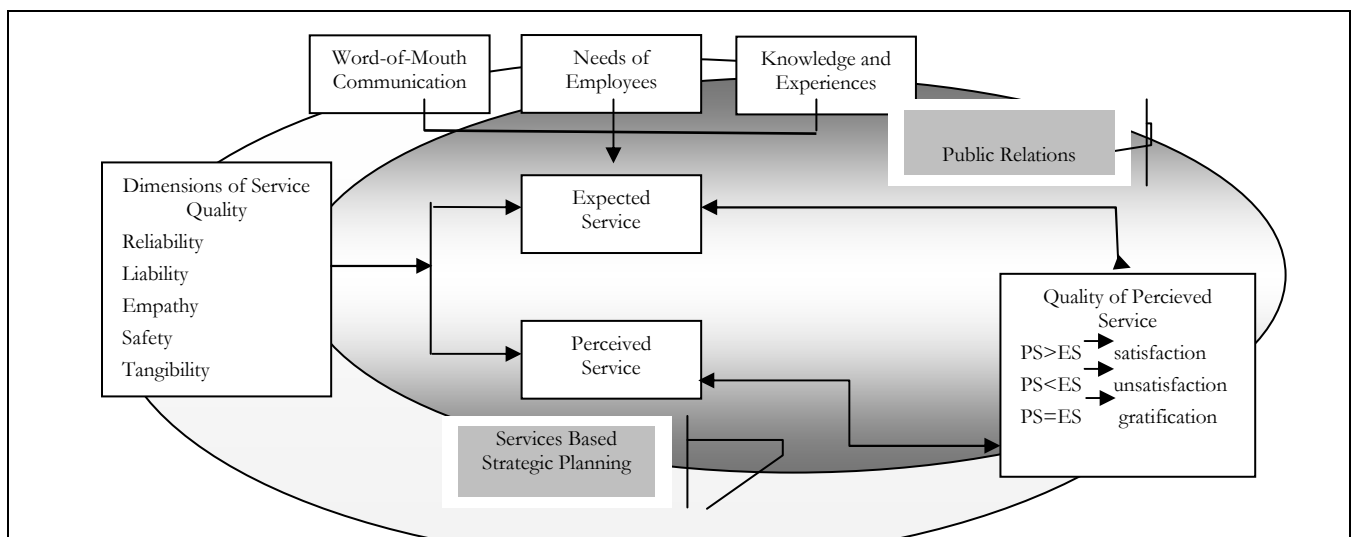 Word-of-Mouth
Communication
Needs of
Employees
Knowledge and
Experiences
Public Relations
Dimensions of Service
Quality
Reliability
Liability
Empathy
Safety
Tangibility
Expected
Service
Perceived
Service
Quality of Percieved
Service
PS>ES satisfaction
PS<ES unsatisfaction
PS=ES gratification
Services Based
Strategic Planning